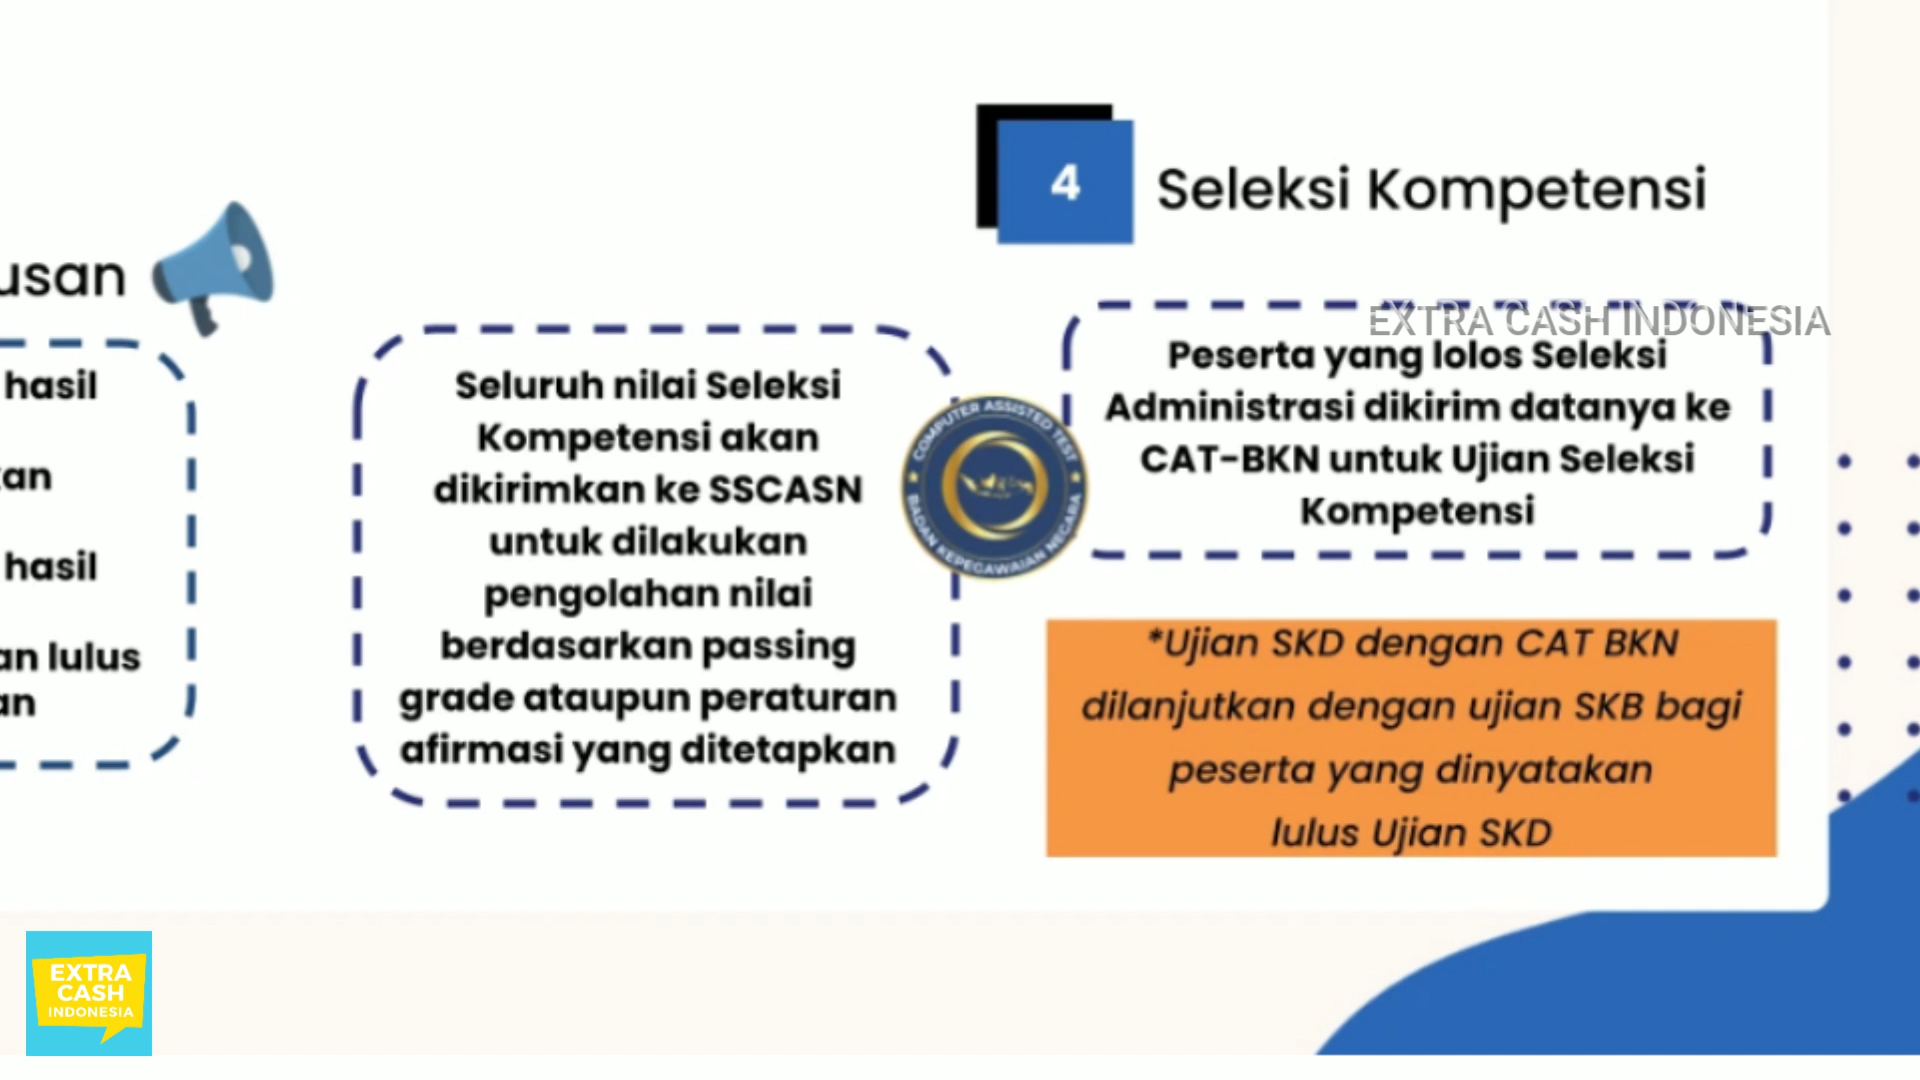 4
Seleksi Kompetensi
usan
hasil
an
hasil
an lulus
an
Seluruh nilai Seleksi
Kompetensi akan
dikirimkan ke SSCASN
untuk dilakukan
pengolahan nilai
berdasarkan passing
grade ataupun peraturan
afirmasi yang ditetapkan
COMPUTER ASSISTED TEST
BADAN KEPEGAWAIAN NEGARA
EXTRA CASH INDONESIA
Peserta yang lolos Seleksi
Administrasi dikirim datanya ke
CAT-BKN untuk Ujian Seleksi
Kompetensi
*Ujian SKD dengan CAT BKN
dilanjutkan dengan ujian SKB bagi
peserta yang dinyatakan
lulus Ujian SKD
EXTRA
CASH
INDONESIA